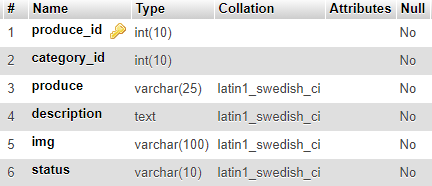 # Name Type Collation Attributes Null
1 produce_id int(10) No
2 category_id int(10) No
3 produce varchar(25) latin1_swedish_ci No
4 description text latin1_swedish_ci No
5 img varchar(100) latin1_swedish_ci No
6 status varchar(10) latin1_swedish_ci No